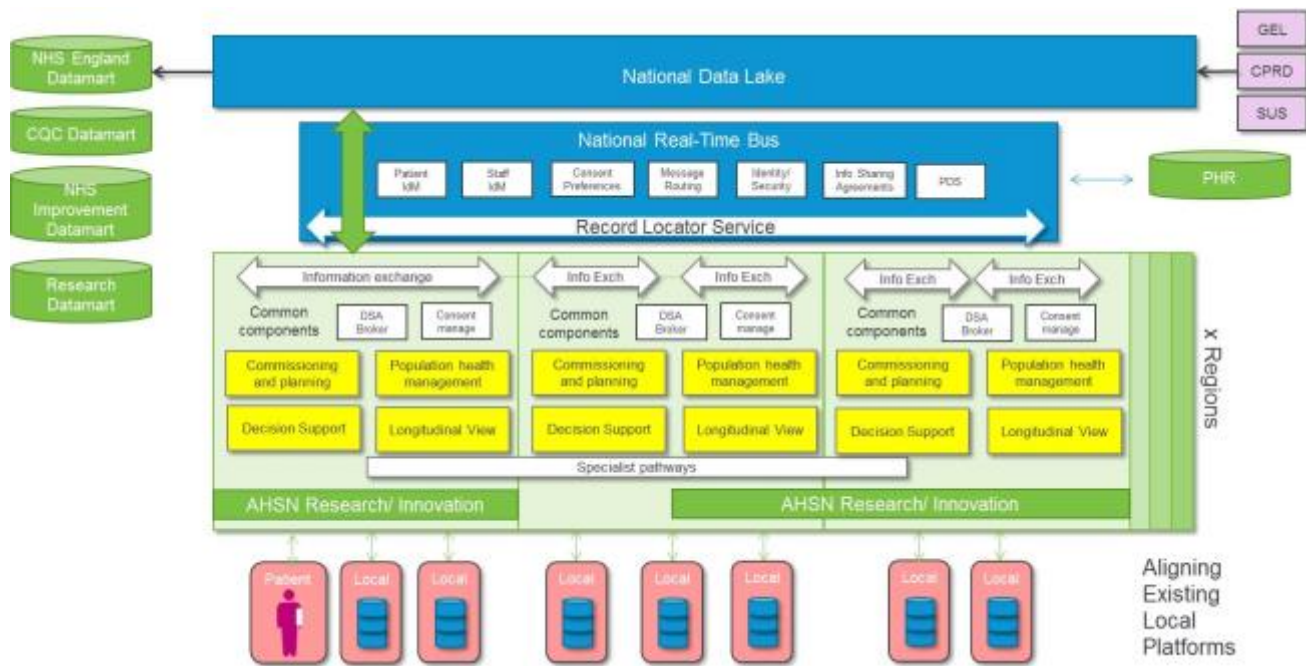 NHS England
Datamart
CQC Datamart
NHS
Improvement
Datamart
Research
Datamart
National Data Lake
GEL
CPRD
SUS
National Real-Time Bus
Patient
IdM
Staff
IdM
Consent
Preferences
Message
Routing
Identity/
Security
Info Sharing
Agreements
PDS
Record Locator Service
PHR
Information exchange
Info Exch
Info Exch
Info Exch
Info Exch
Common
components
DSA
Broker
Consent
manage
Common
components
DSA
Broker
Consent
manage
Common
components
DSA
Broker
Consent
manage
Commissioning
and planning
Population health
management
Commissioning
and planning
Population health
management
Commissioning
and planning
Population health
management
Decision Support
Longitudinal View
Decision Support
Longitudinal View
Decision Support
Longitudinal View
Specialist pathways
AHSN Research/ Innovation
AHSN Research/ Innovation
x Regions
Patient
Local
Local
Local
Local
Local
Local
Local
Aligning
Existing
Local
Platforms